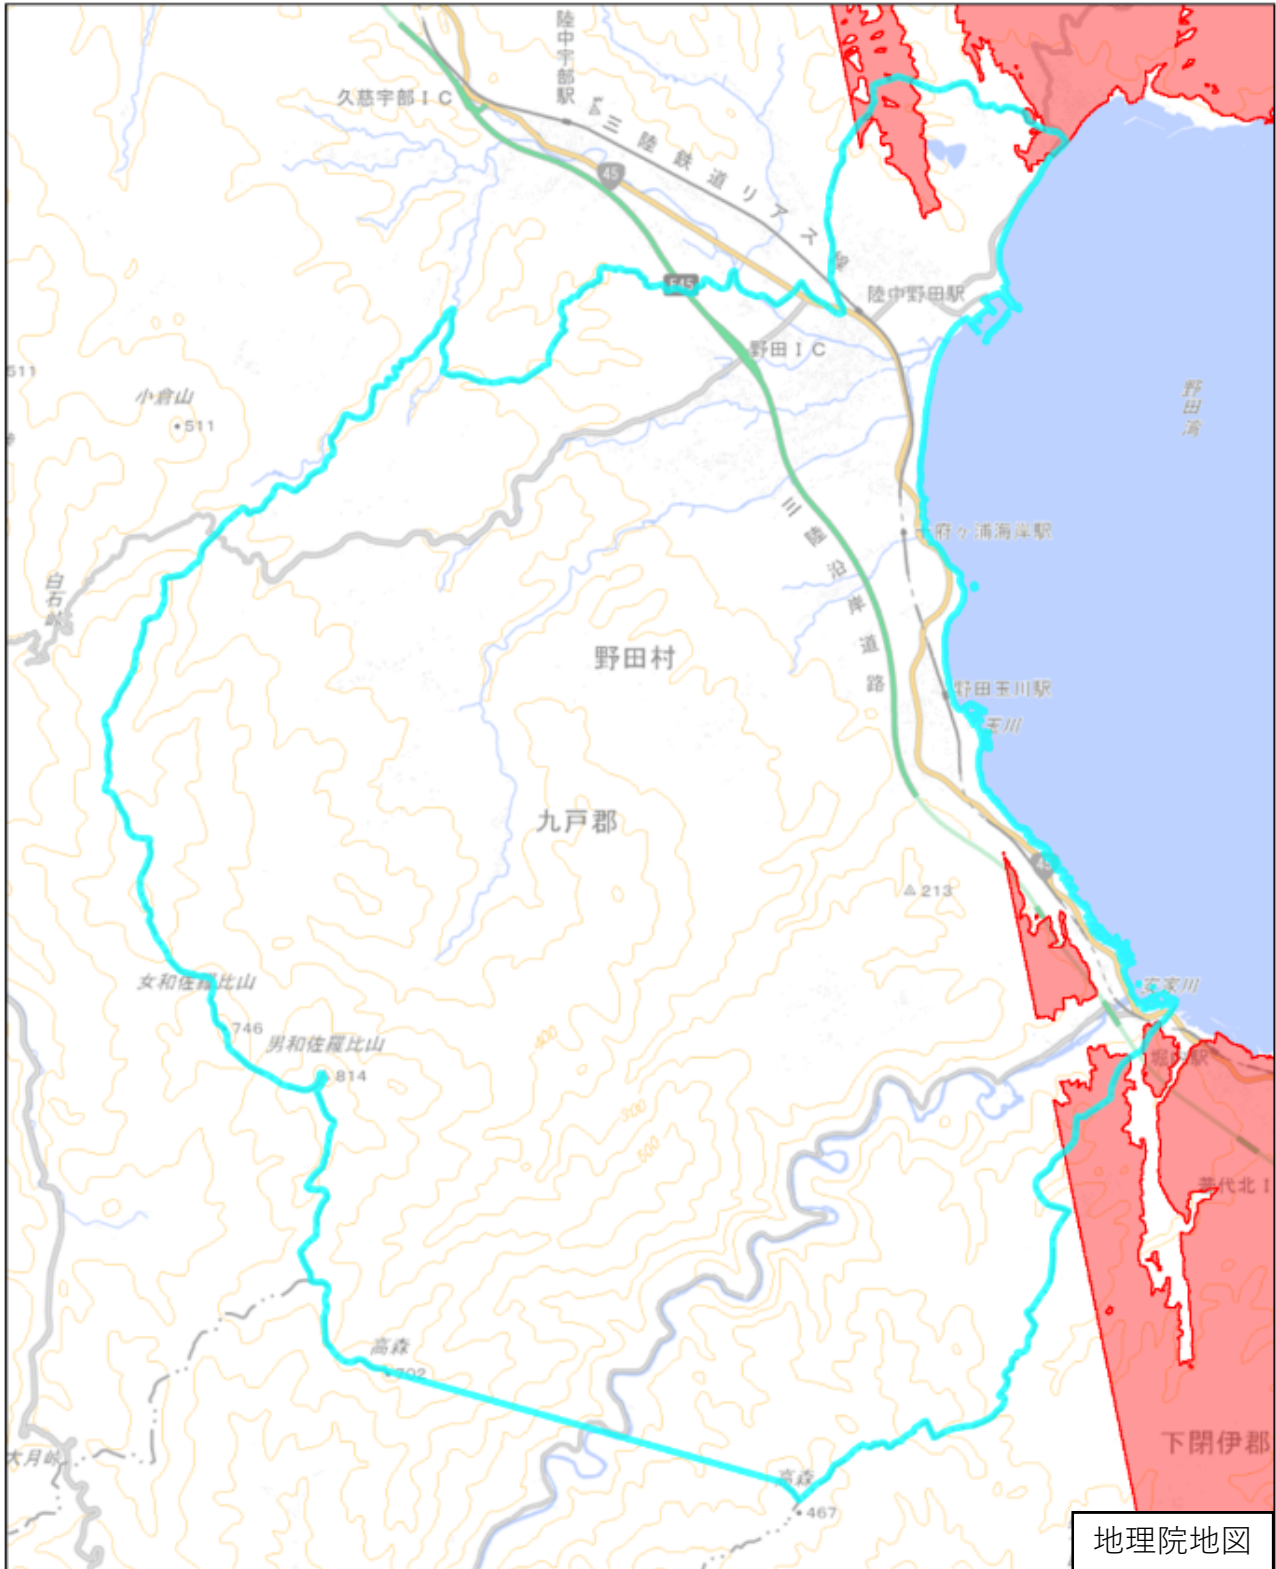 陸中宇部駅
久慈宇部ＩＣ
三陸鉄道リアス線
45
E45
陸中野田駅
野田ＩＣ
511
小倉山
511
野田湾
三陸沿岸道路
十府ヶ浦海岸駅
白石峠
野田村
野田玉川駅
玉川
九戸郡
45
213
女和佐羅比山
安家川
746
男和佐羅比山
400
堀内駅
814
500
600
普代北Ｉ
高森
702
下閉伊郡
大月峠
高森
467
地理院地図